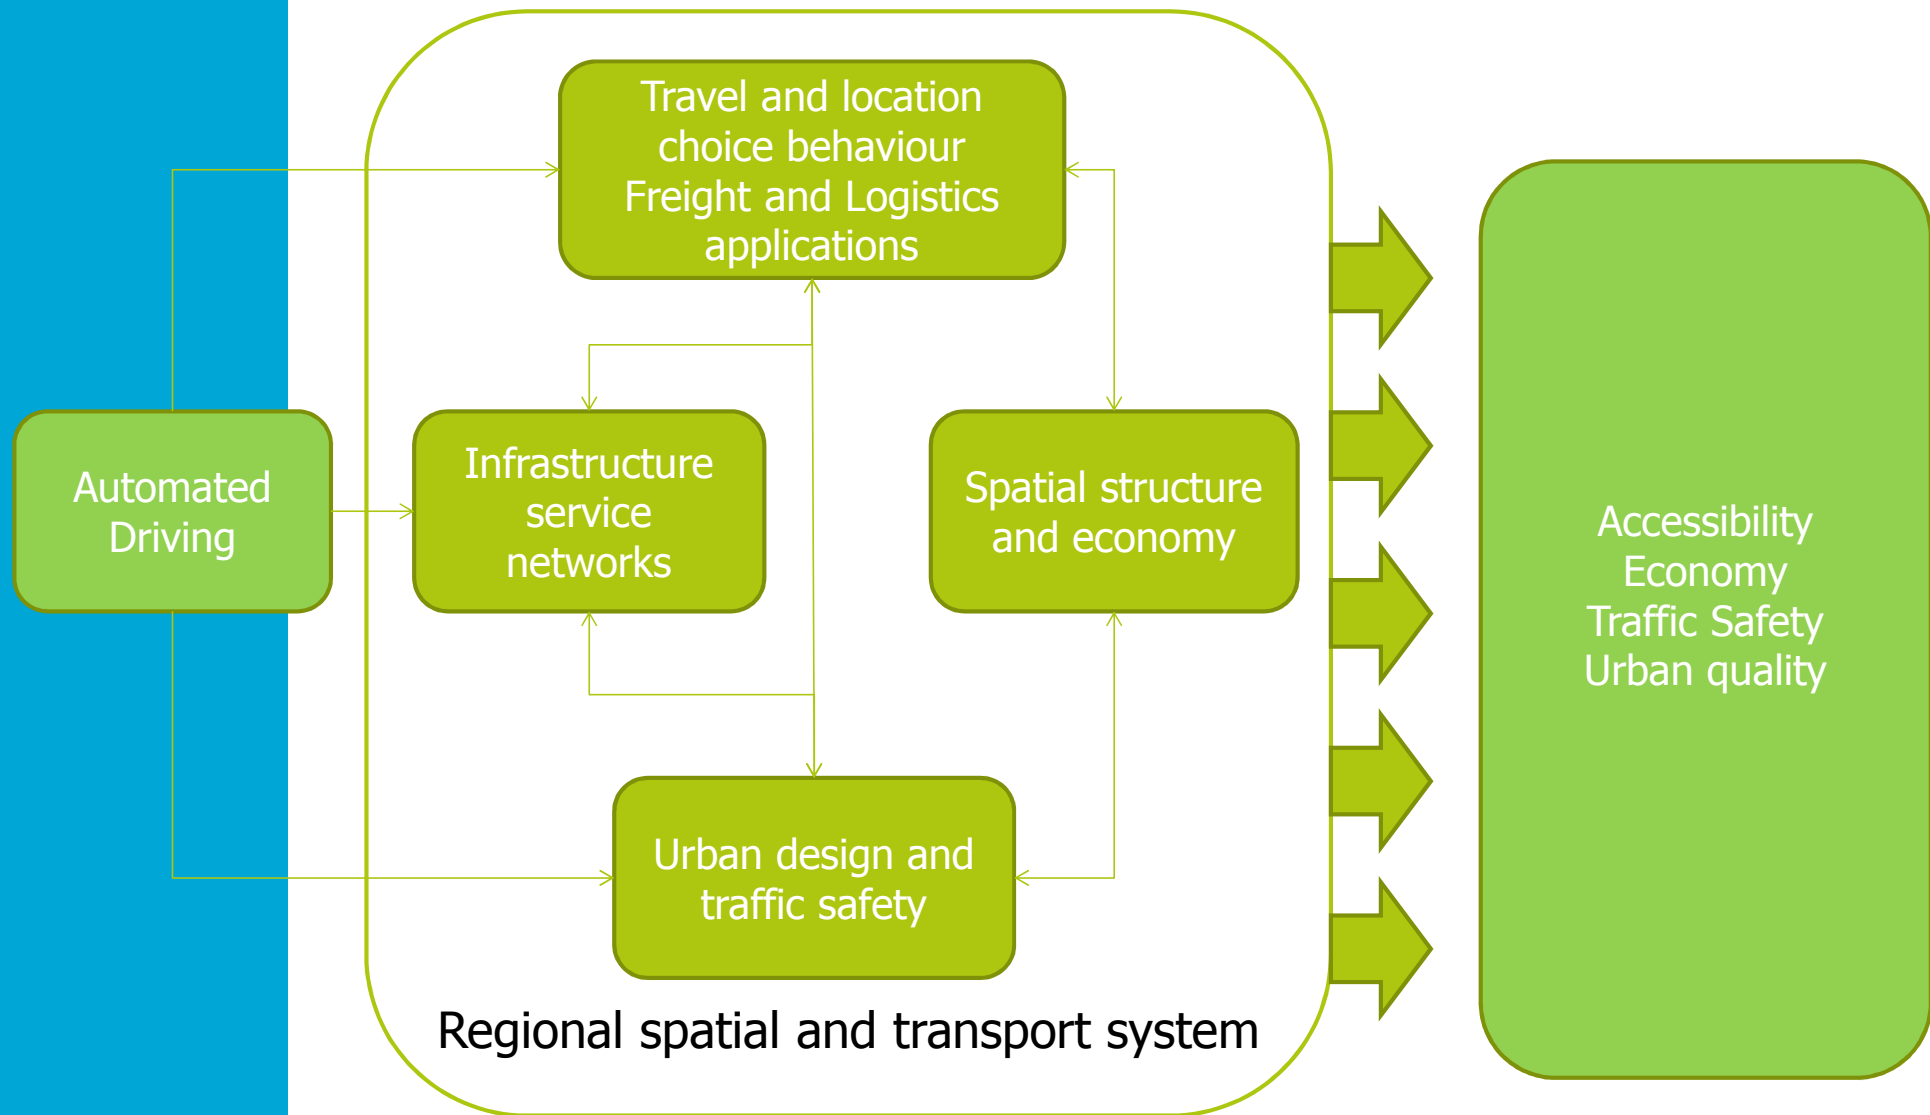 Travel and location
choice behaviour
Freight and Logistics
applications
Automated
Driving
Infrastructure
service
networks
Spatial structure
and economy
Accessibility
Economy
Traffic Safety
Urban quality
Urban design and
traffic safety
Regional spatial and transport system